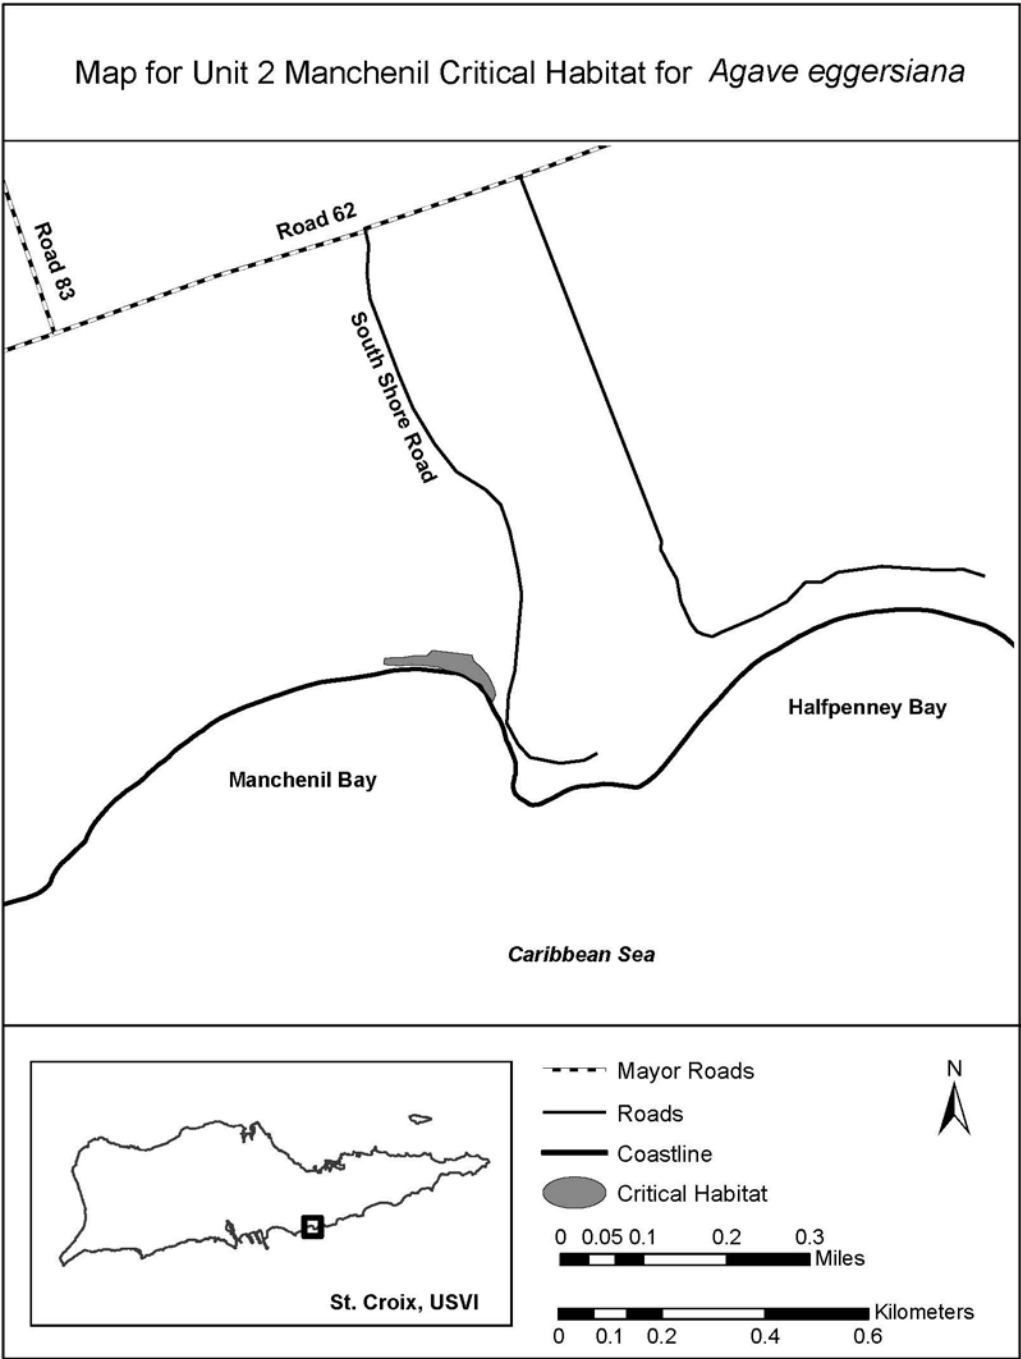 Map for Unit 2 Manchenil Critical Habitat for Agave eggersiana
Road 62
Road 83
South Shore Road
Halfpenney Bay
Manchenil Bay
Caribbean Sea
St. Croix, USVI
N
Mayor Roads
Roads
Coastline
Critical Habitat
0 0.05 0.1 0.2 0.3
Miles
Kilometers
0 0.1 0.2 0.4 0.6